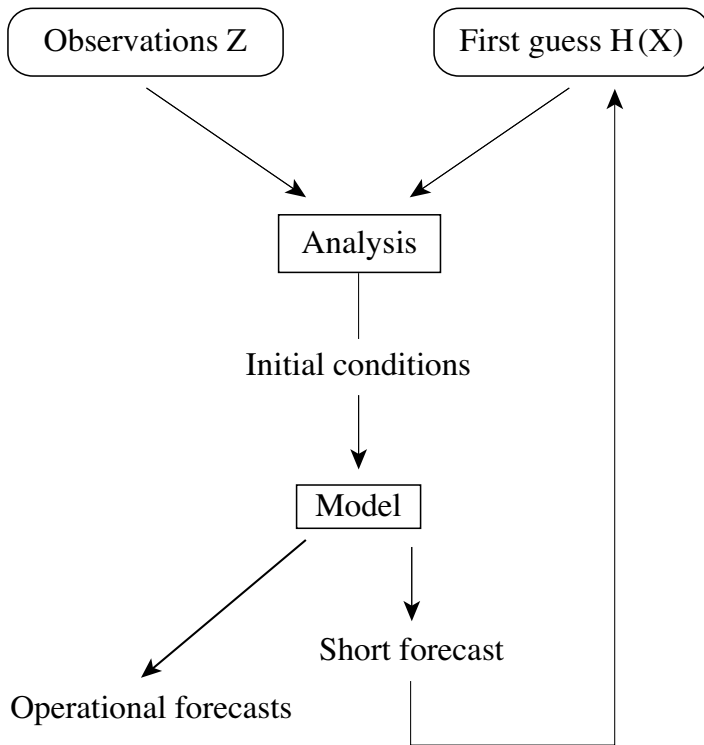 Observations Z
First guess H(X)
Analysis
Initial conditions
Model
Short forecast
Operational forecasts